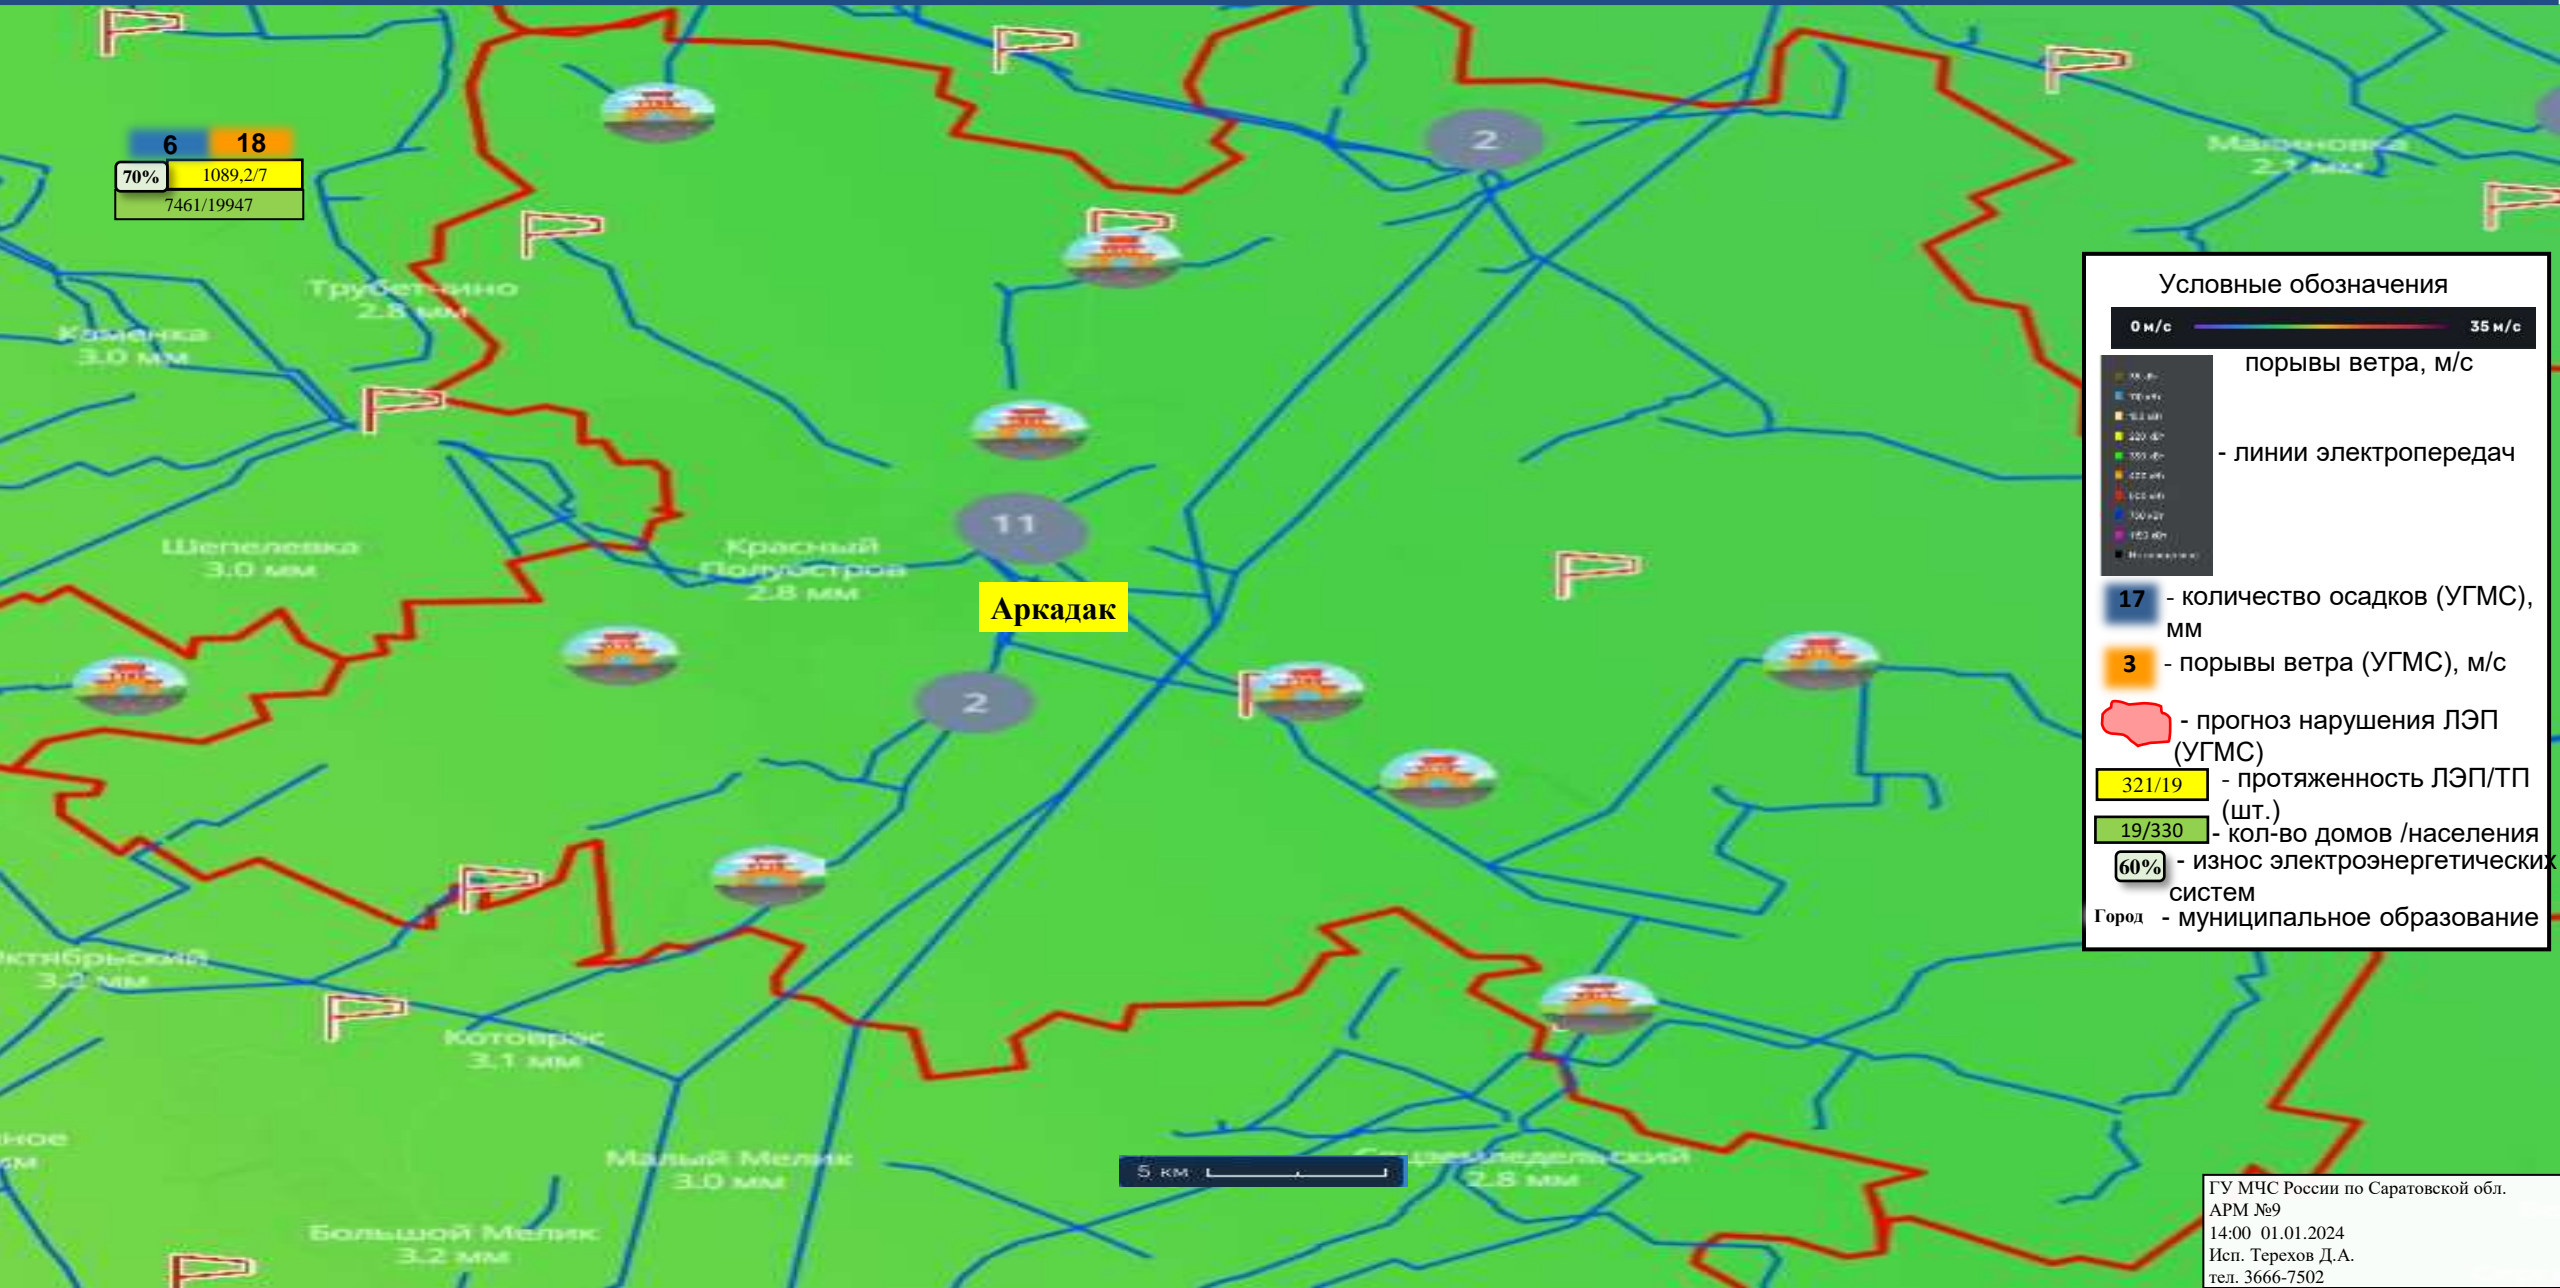 6
18
70%
1089,2/7
7461/19947
2
Малиновка
2.1 мм
Трубетчино
2.8 мм
Каменка
3.0 мм
11
Шепелевка
3.0 мм
Красный
Полуостров
2.8 мм
Аркадак
2
Октябрьский
3.2 мм
Котоврас
3.1 мм
ное
Малый Мелик
3.0 мм
2.8 мм
Большой Мелик
3.2 мм
5 км
Условные обозначения
0 м/с
35 м/с
порывы ветра, м/с
- линии электропередач
17 - количество осадков (УГМС),
мм
3 - порывы ветра (УГМС), м/с
- прогноз нарушения ЛЭП
(УГМС)
321/19 - протяженность ЛЭП/ТП
(шт.)
19/330 - кол-во домов /населения
60% - износ электроэнергетических
систем
Город - муниципальное образование
ГУ МЧС России по Саратовской обл.
АРМ №9
14:00 01.01.2024
Исп. Терехов Д.А.
тел. 3666-7502